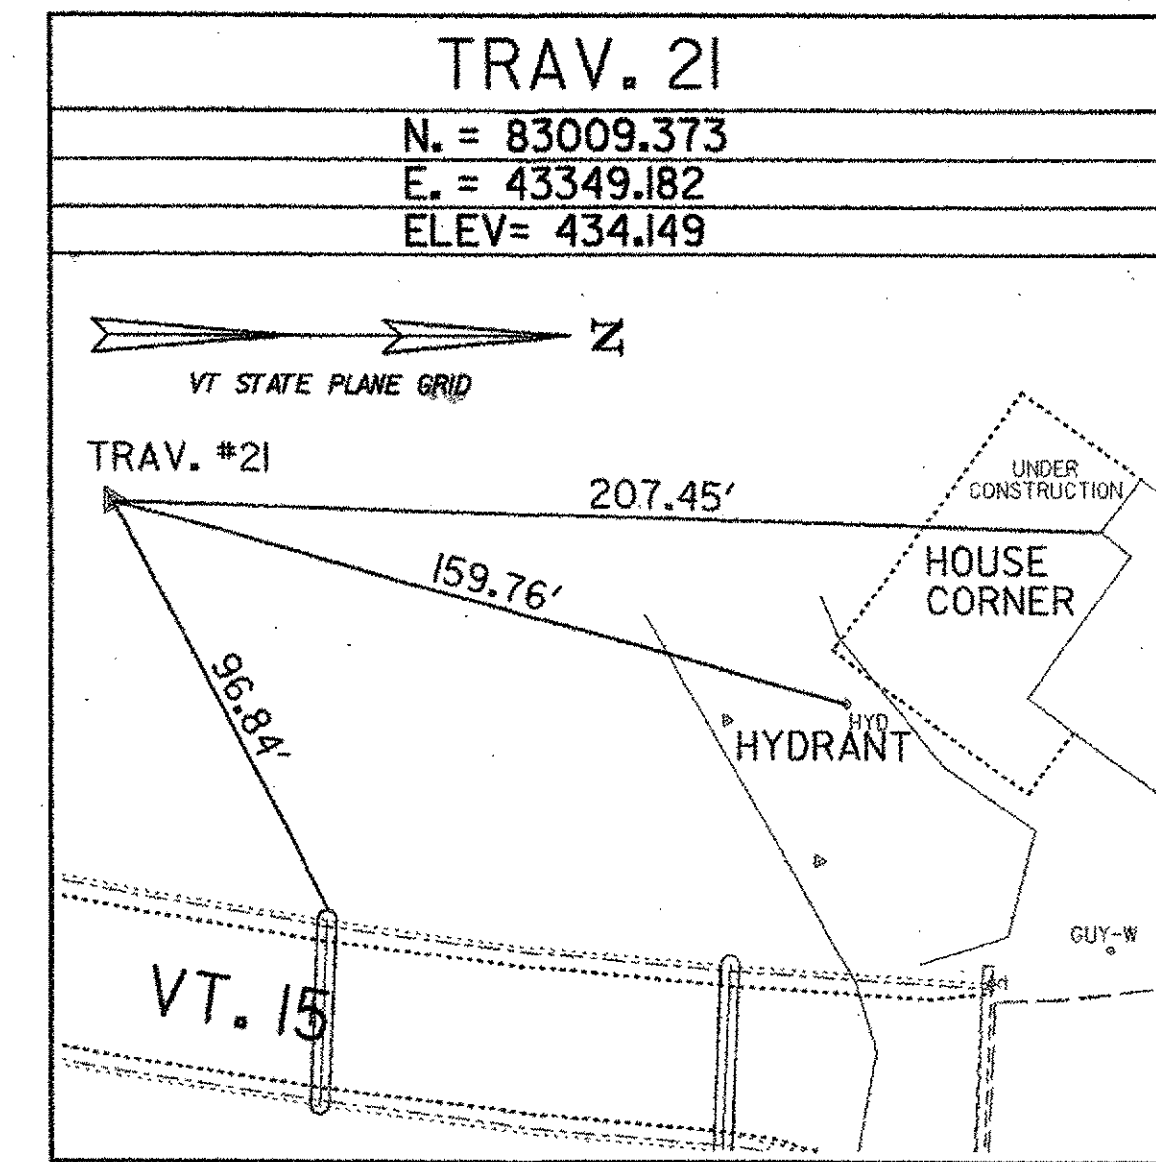 TRAV. 21
N. = 83009.373
E. = 43349.182
ELEV= 434.149
N
VT STATE PLANE GRID
TRAV. #21
207.45'
UNDER
CONSTRUCTION
HOUSE
CORNER
159.76'
96.84'
HYD
HYDRANT
GUY-W
VT. 15